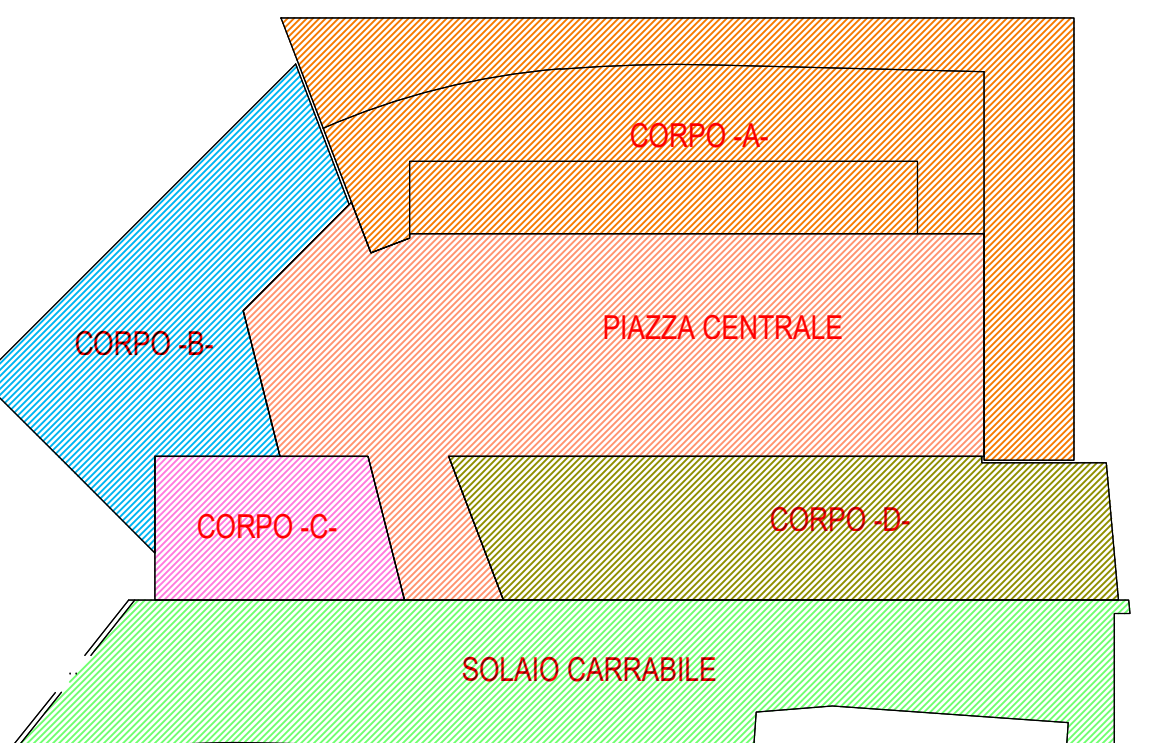 CORPO -A-
PIAZZA CENTRALE
CORPO -B-
CORPO -C-
CORPO -D-
SOLAIO CARRABILE